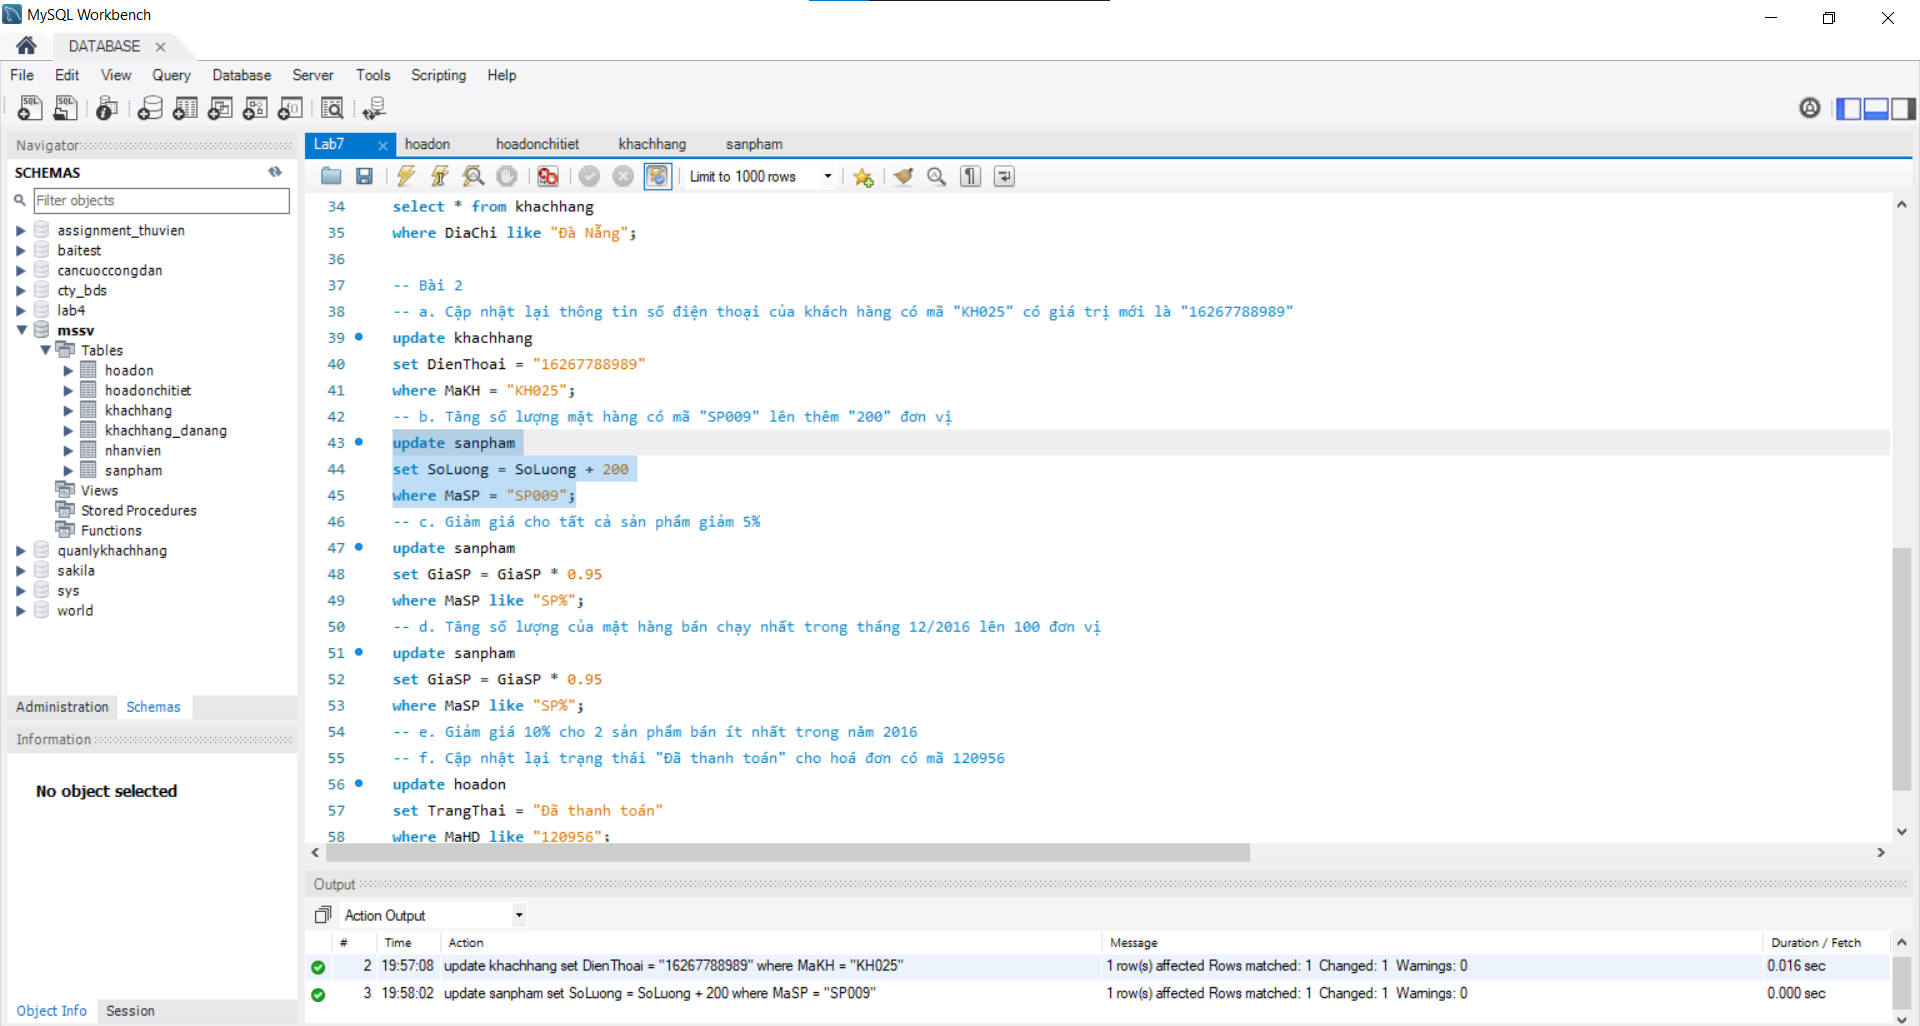 MySQL Workbench
DATABASE
File Edit View Query Database Server Tools Scripting Help
Navigator
SCHEMAS
Filter objects
assignment_thuvien
baitest
cancuoccongdan
cty_bds
lab4
mssv
Tables
hoadon
hoadonchitiet
khachhang
khachhang_danang
nhanvien
sanpham
Views
Stored Procedures
Functions
quanlykhachhang
sakila
sys
world
Administration Schemas
Information
No object selected
Object Info Session
Lab7 hoadon hoadonchitiet khachhang sanpham
Limit to 1000 rows
34 select * from khachhang
35 where DiaChi like "Đà Nẵng";
36
37 -- Bài 2
38 -- a. Cập nhật lại thông tin số điện thoại của khách hàng có mã "KH025" có giá trị mới là "16267788989"
39 update khachhang
40 set DienThoai = "16267788989"
41 where MaKH = "KH025";
42 -- b. Tăng số lượng mặt hàng có mã "SP009" lên thêm "200" đơn vị
43 update sanpham
44 set SoLuong = SoLuong + 200
45 where MaSP = "SP009";
46 -- c. Giảm giá cho tất cả sản phẩm giảm 5%
47 update sanpham
48 set GiaSP = GiaSP * 0.95
49 where MaSP like "SP%";
50 -- d. Tăng số lượng của mặt hàng bán chạy nhất trong tháng 12/2016 lên 100 đơn vị
51 update sanpham
52 set GiaSP = GiaSP * 0.95
53 where MaSP like "SP%";
54 -- e. Giảm giá 10% cho 2 sản phẩm bán ít nhất trong năm 2016
55 -- f. Cập nhật lại trạng thái "Đã thanh toán" cho hoá đơn có mã 120956
56 update hoadon
57 set TrangThai = "Đã thanh toán"
58 where MaHD like "120956";
Output
Action Output
# Time Action Message Duration / Fetch
2 19:57:08 update khachhang set DienThoai = "16267788989" where MaKH = "KH025" 1 row(s) affected Rows matched: 1 Changed: 1 Warnings: 0 0.016 sec
3 19:58:02 update sanpham set SoLuong = SoLuong + 200 where MaSP = "SP009" 1 row(s) affected Rows matched: 1 Changed: 1 Warnings: 0 0.000 sec